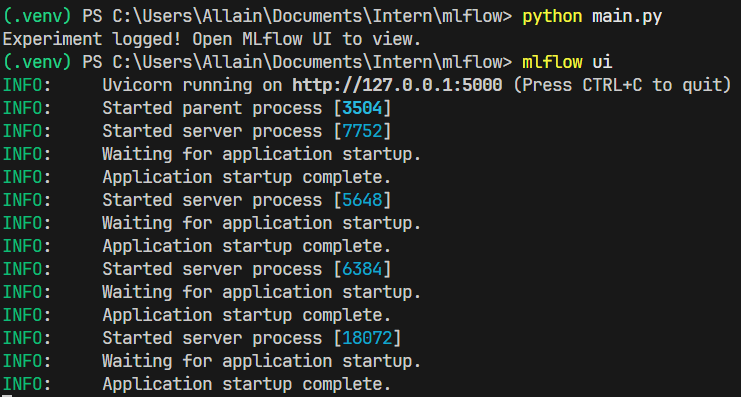 (.venv) PS C:\Users\Allain\Documents\Intern\mlflow> python main.py
Experiment logged! Open MLflow UI to view.
(.venv) PS C:\Users\Allain\Documents\Intern\mlflow> mlflow ui
INFO:     Uvicorn running on http://127.0.0.1:5000 (Press CTRL+C to quit)
INFO:     Started parent process [3504]
INFO:     Started server process [7752]
INFO:     Waiting for application startup.
INFO:     Application startup complete.
INFO:     Started server process [5648]
INFO:     Waiting for application startup.
INFO:     Application startup complete.
INFO:     Started server process [6384]
INFO:     Waiting for application startup.
INFO:     Application startup complete.
INFO:     Started server process [18072]
INFO:     Waiting for application startup.
INFO:     Application startup complete.